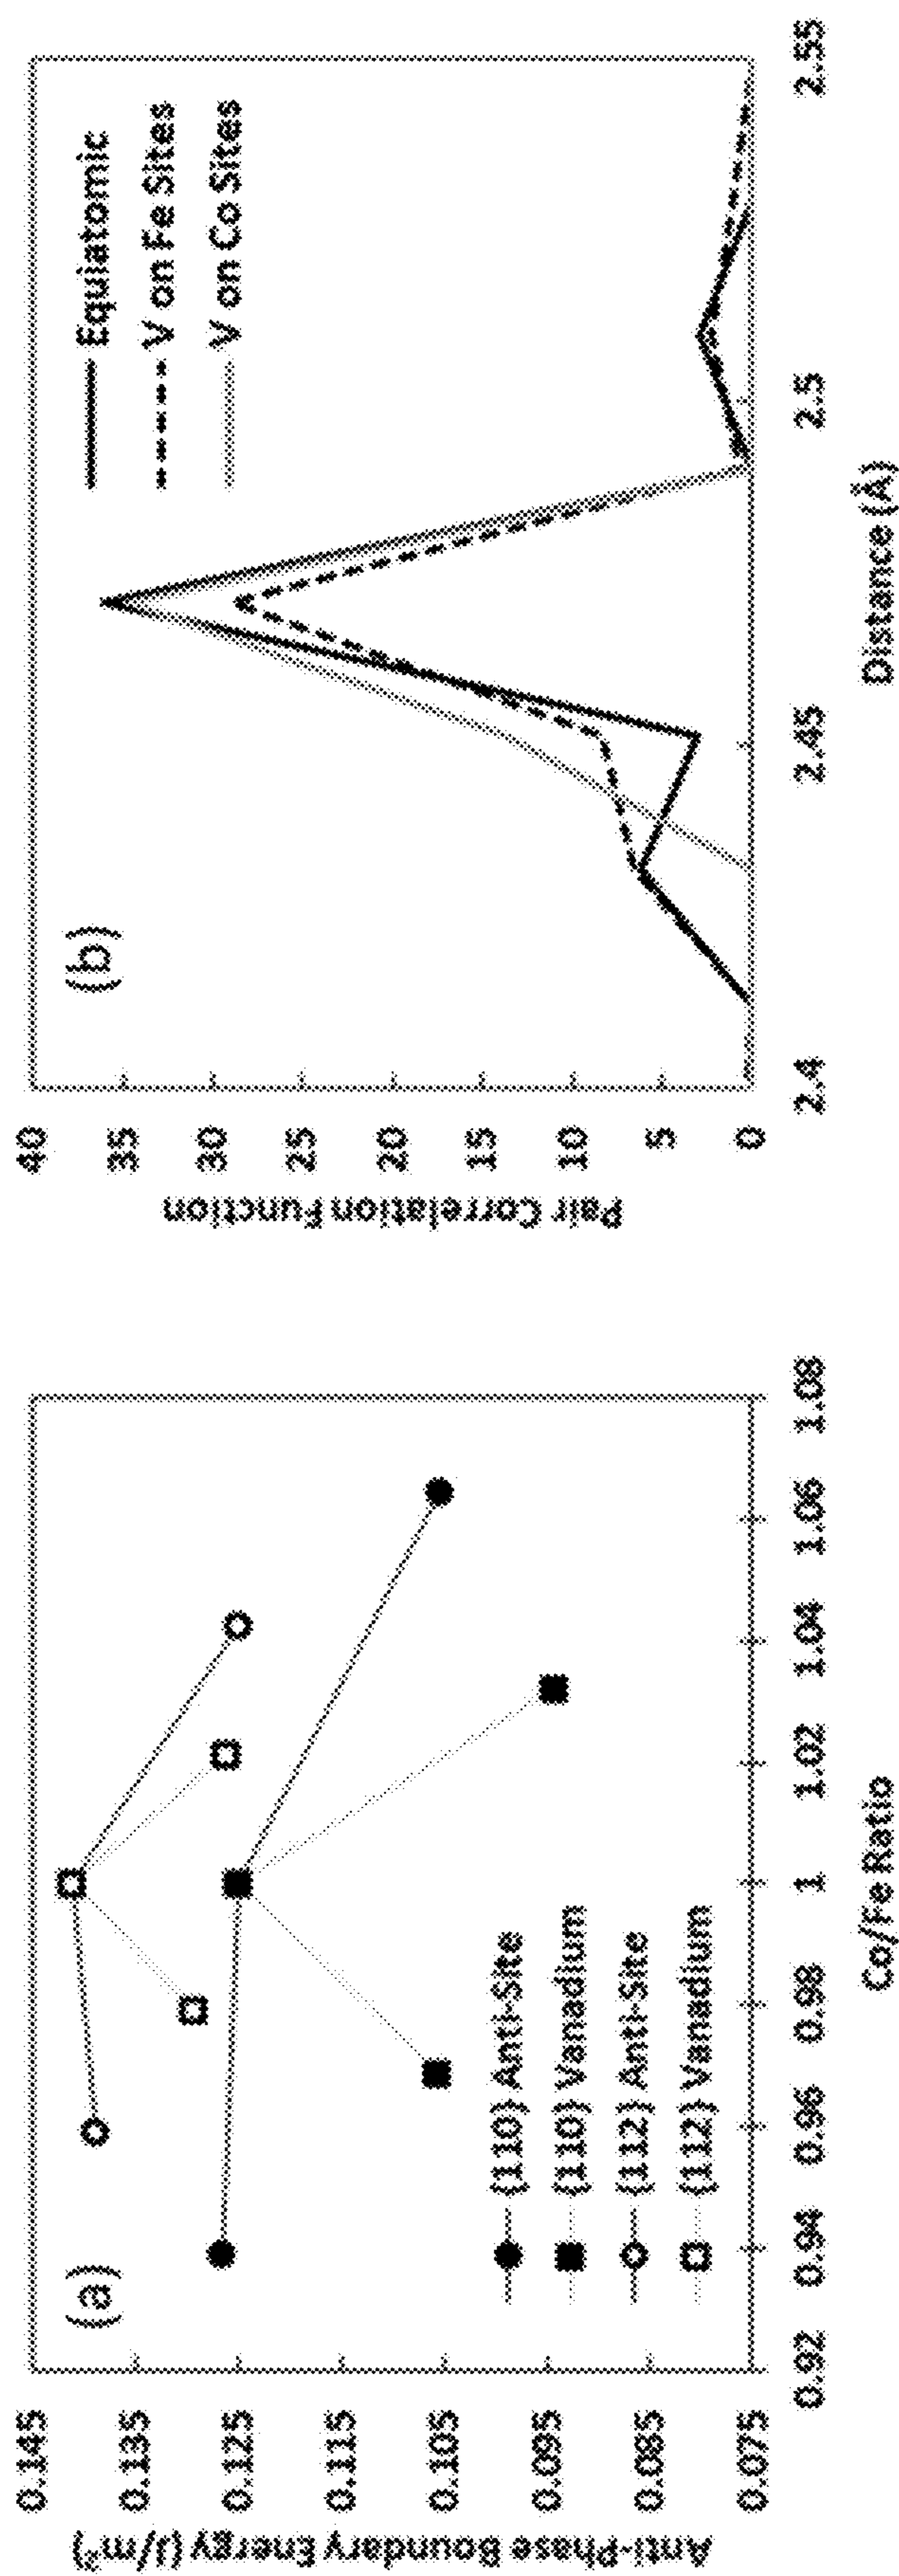 (a)
Anti-Phase Boundary Energy (J/m²)
0.145
0.135
0.125
0.115
0.105
0.095
0.085
0.075
{110} Anti-Site
{110} Vanadium
{112} Anti-Site
{112} Vanadium
0.92 0.94 0.96 0.98 1 1.02 1.04 1.06 1.08
Co/Fe Ratio
(b)
Pair Correlation Function
40
35
30
25
20
15
10
5
0
Equiatomic
V on Fe Sites
V on Co Sites
2.4 2.45 2.5 2.55
Distance (Å)